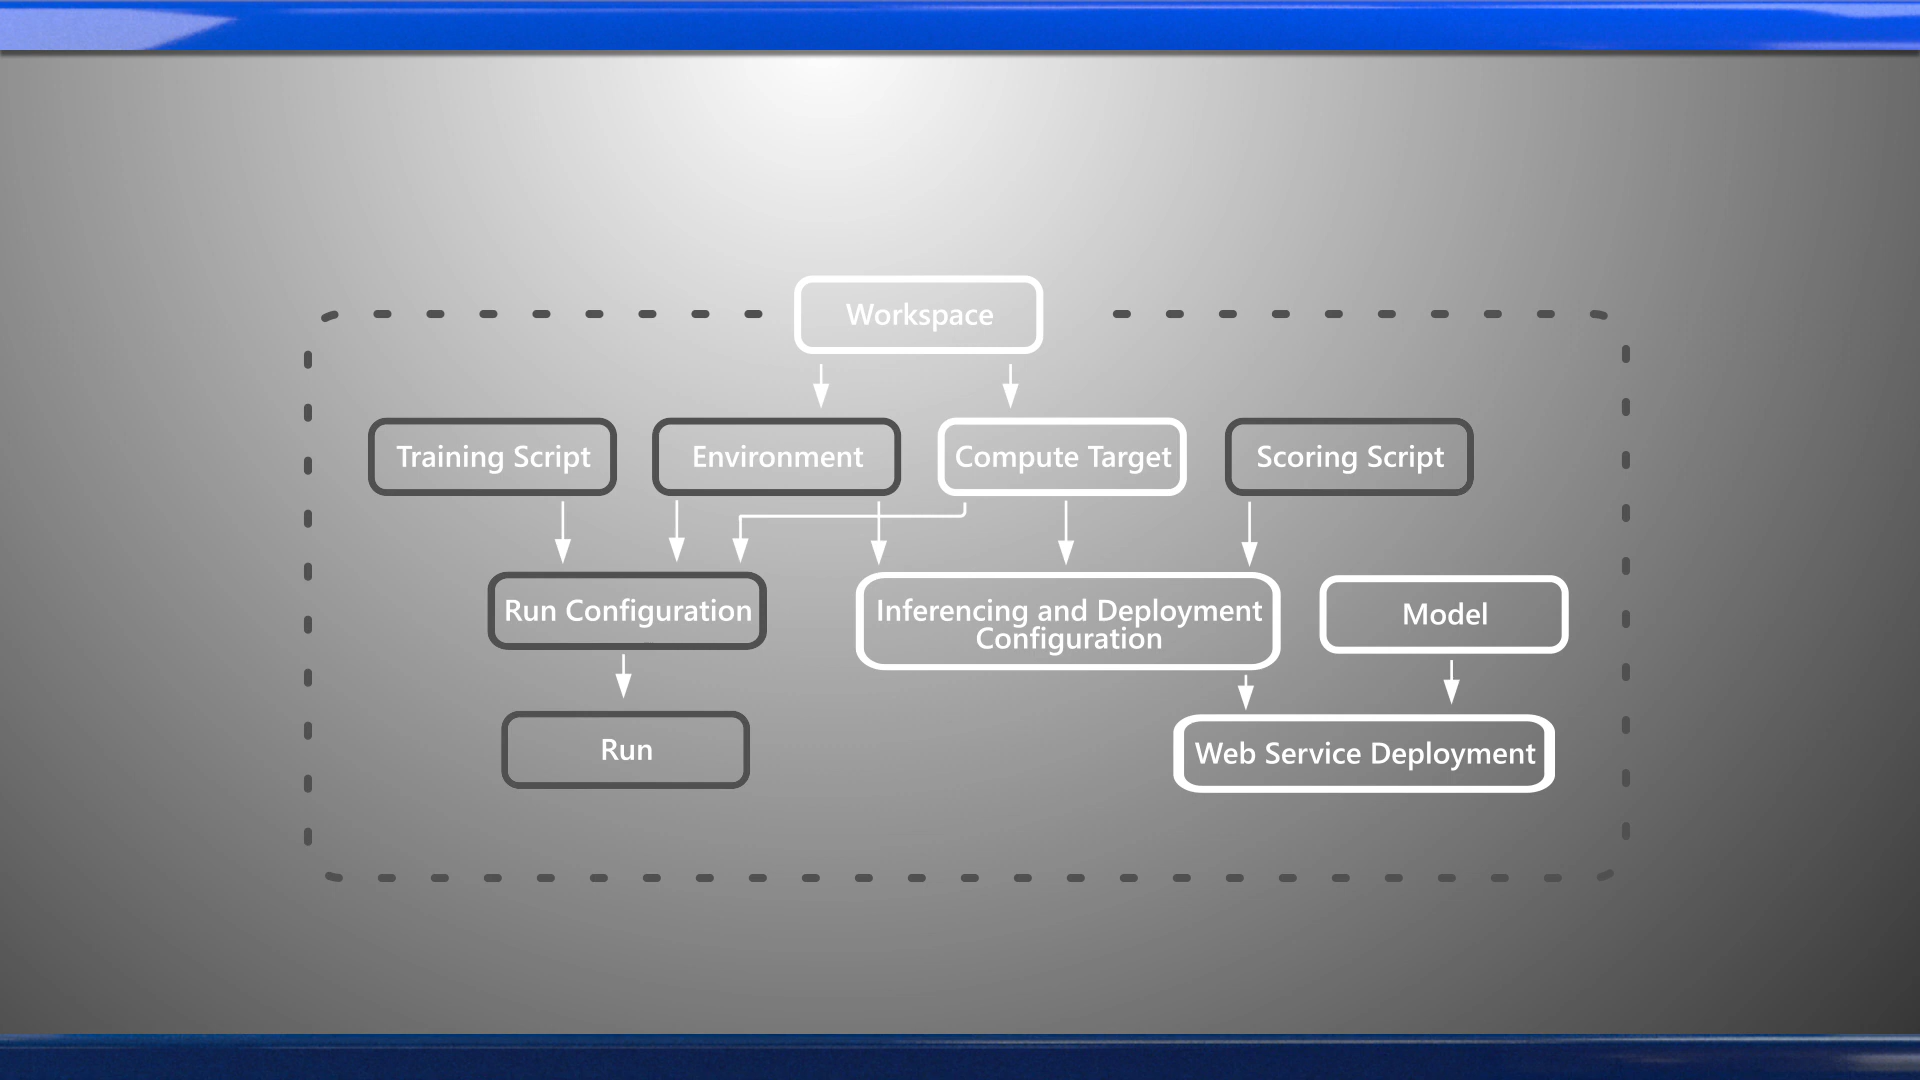 Workspace
Training Script
Environment
Compute Target
Scoring Script
Run Configuration
Inferencing and Deployment
Configuration
Model
Run
Web Service Deployment